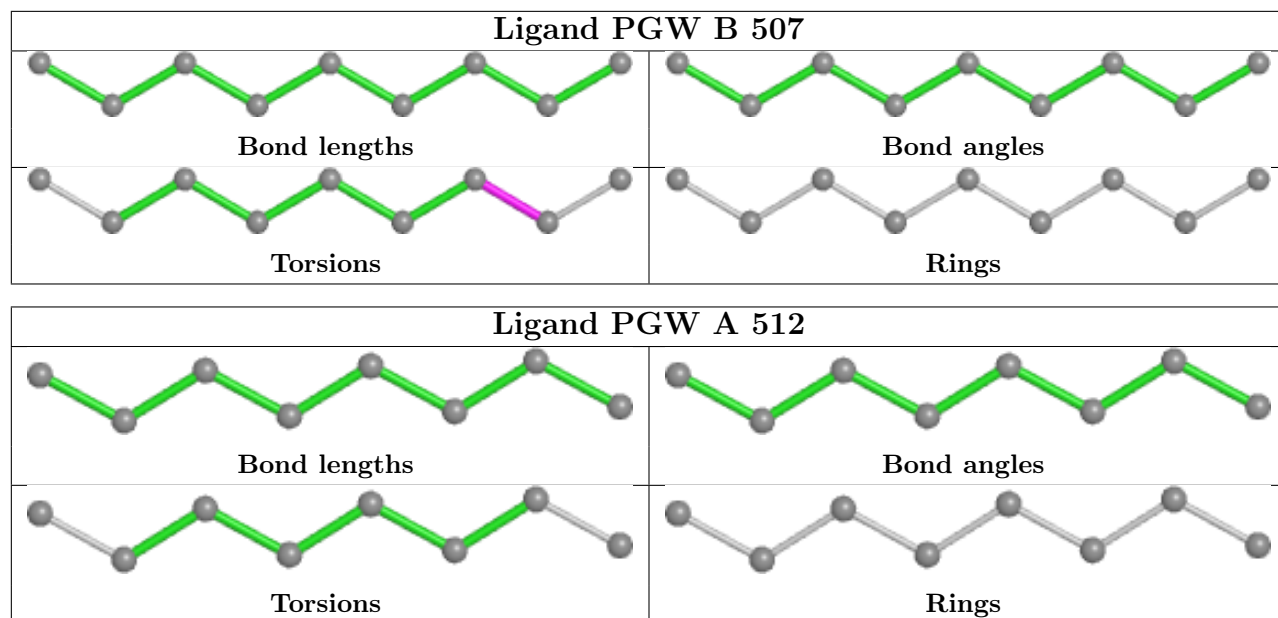 Ligand PGW B 507
Bond lengths
Bond angles
Torsions
Rings
Ligand PGW A 512
Bond lengths
Bond angles
Torsions
Rings